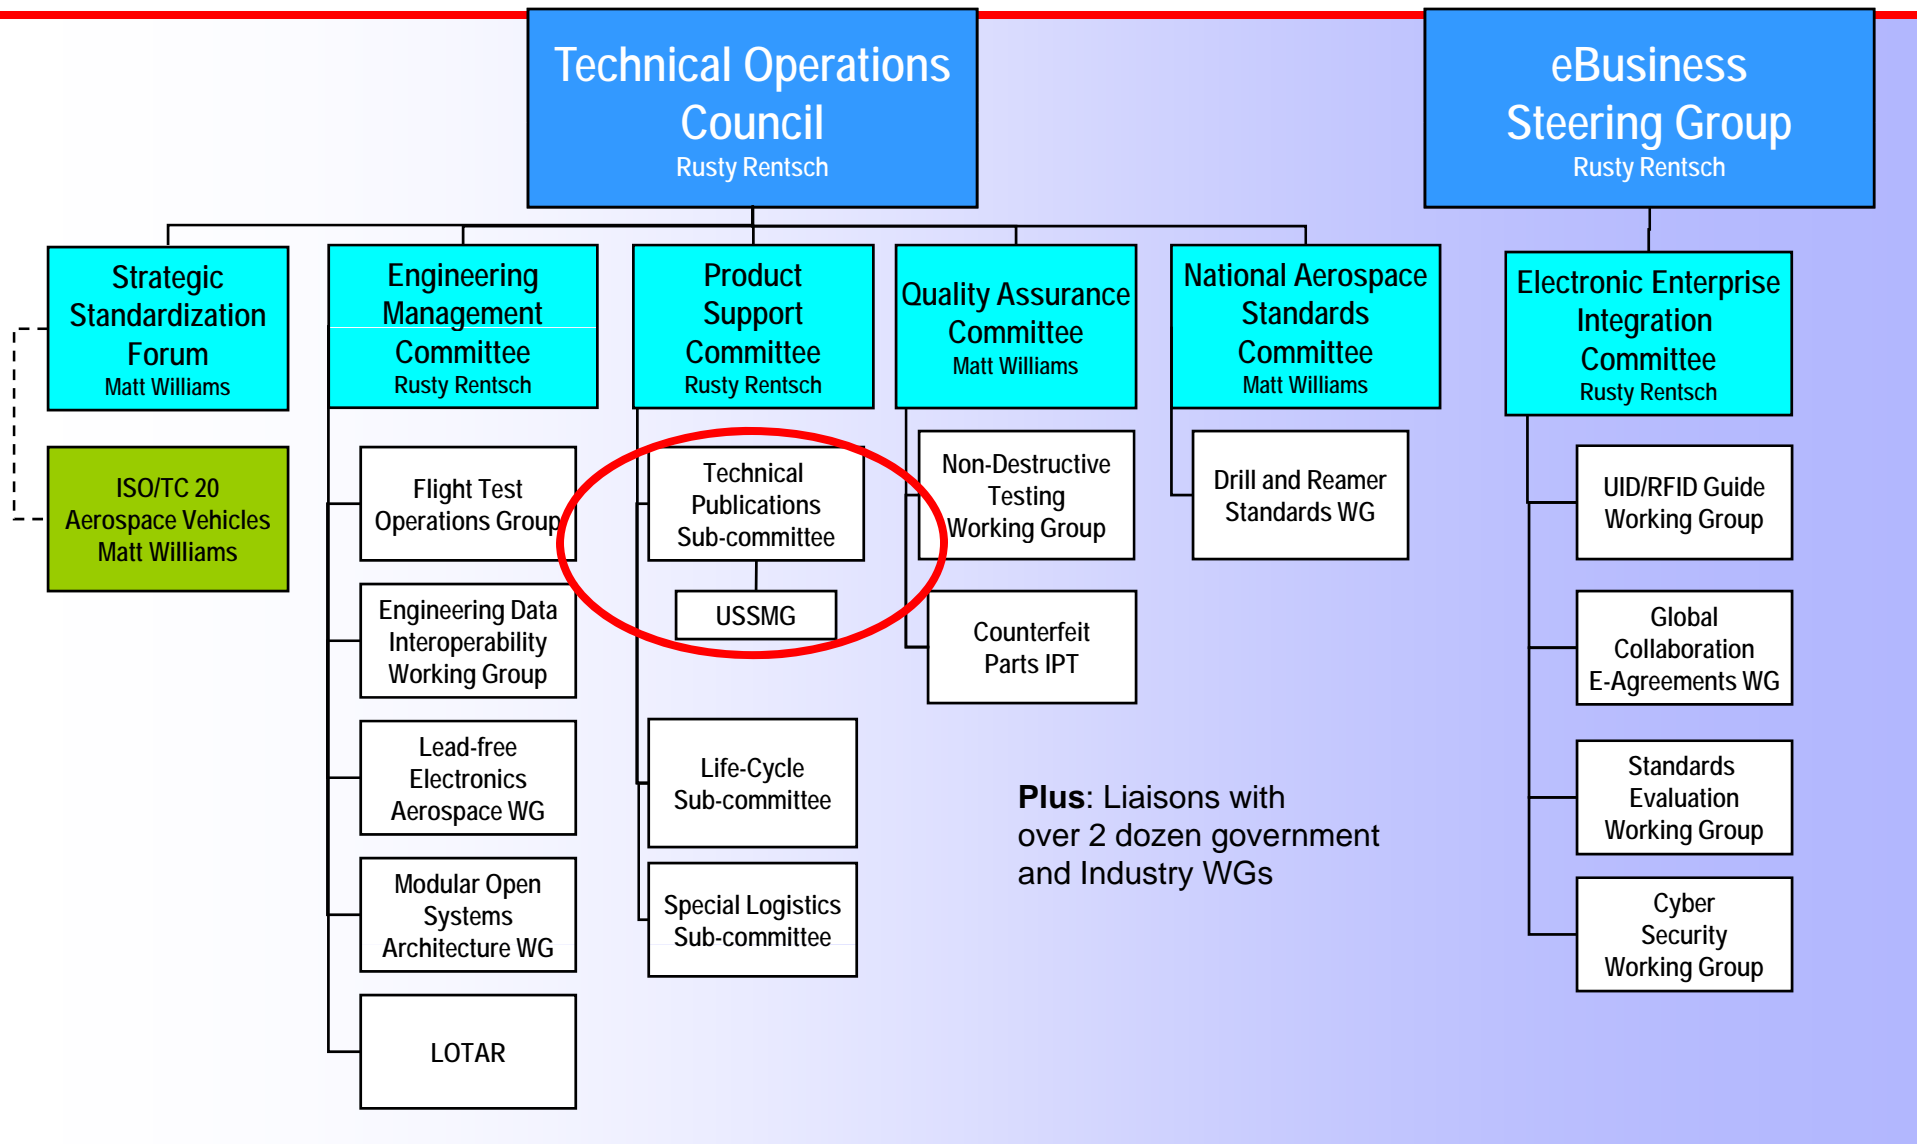 Technical Operations
Council
Rusty Rentsch
eBusiness
Steering Group
Rusty Rentsch
Strategic
Standardization
Forum
Matt Williams
Engineering
Management
Committee
Rusty Rentsch
Product
Support
Committee
Rusty Rentsch
Quality Assurance
Committee
Matt Williams
National Aerospace
Standards
Committee
Matt Williams
Electronic Enterprise
Integration
Committee
Rusty Rentsch
ISO/TC 20
Aerospace Vehicles
Matt Williams
Flight Test
Operations Group
Engineering Data
Interoperability
Working Group
Lead-free
Electronics
Aerospace WG
Modular Open
Systems
Architecture WG
LOTAR
Technical
Publications
Sub-committee
USSMG
Life-Cycle
Sub-committee
Special Logistics
Sub-committee
Non-Destructive
Testing
Working Group
Counterfeit
Parts IPT
Drill and Reamer
Standards WG
Plus: Liaisons with
over 2 dozen government
and Industry WGs
UID/RFID Guide
Working Group
Global
Collaboration
E-Agreements WG
Standards
Evaluation
Working Group
Cyber
Security
Working Group